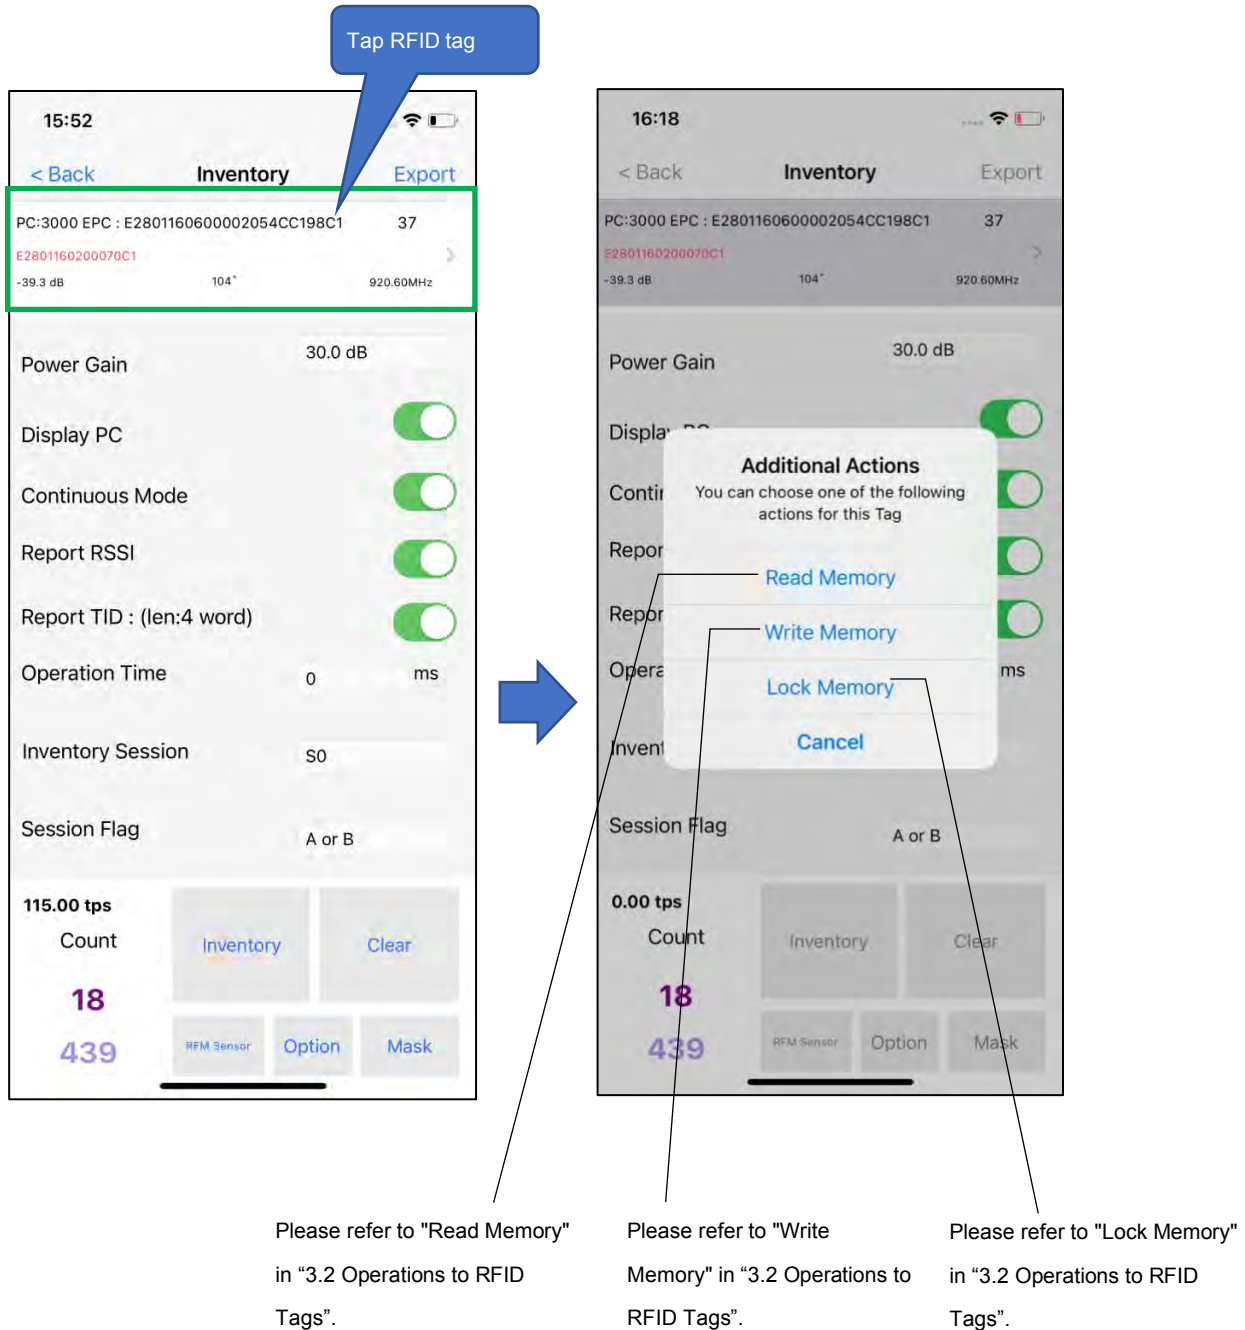 Tap RFID tag
15:52
< Back Inventory Export
PC:3000 EPC : E2801160600002054CC198C1 37
E2801160200070C1
-39.3 dB 104° 920.60MHz
Power Gain 30.0 dB
Display PC
Continuous Mode
Report RSSI
Report TID : (len:4 word)
Operation Time 0 ms
Inventory Session S0
Session Flag A or B
115.00 tps
Count
Inventory Clear
18
439
RFM Sensor Option Mask
16:18
< Back Inventory Export
PC:3000 EPC : E2801160600002054CC198C1 37
E2801160200070C1
-39.3 dB 104° 920.60MHz
Power Gain 30.0 dB
Displa
Additional Actions
Contir
You can choose one of the following
actions for this Tag
Repor
Read Memory
Repor
Write Memory
Opera ms
Lock Memory
Cancel
Invent
Session Flag A or B
0.00 tps
Count
Inventory Clear
18
439
RFM Sensor Option Mask
Please refer to "Read Memory"
in “3.2 Operations to RFID
Tags”.
Please refer to "Write
Memory" in “3.2 Operations to
RFID Tags”.
Please refer to "Lock Memory"
in “3.2 Operations to RFID
Tags”.